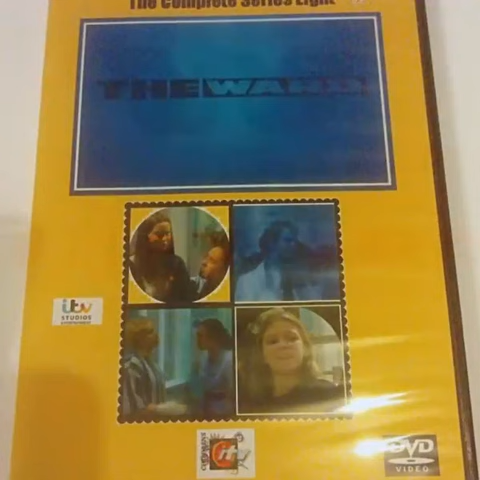 The Complete Series Eight
THE WARD
itv
STUDIOS
DVD
VIDEO